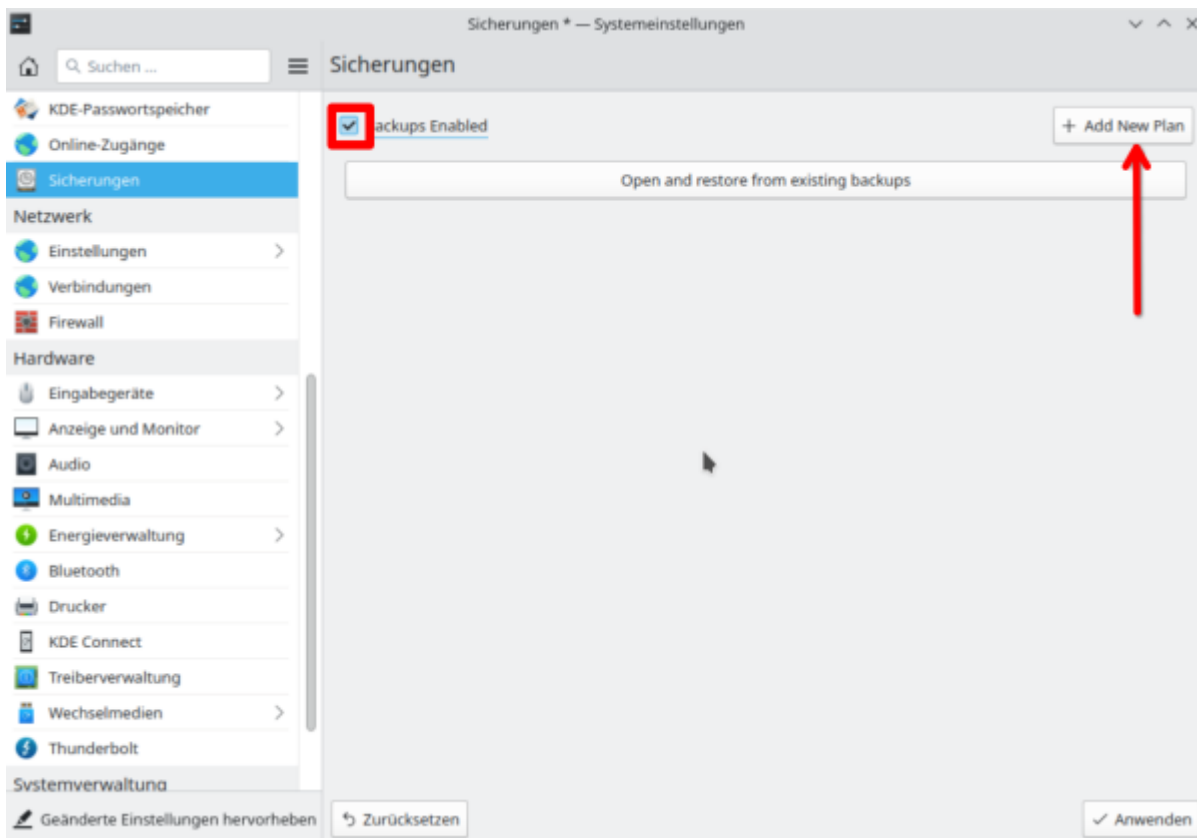 Sicherungen * — Systemeinstellungen
Suchen ...
Sicherungen
KDE-Passwortspeicher
Online-Zugänge
Sicherungen
Netzwerk
Einstellungen
Verbindungen
Firewall
Hardware
Eingabegeräte
Anzeige und Monitor
Audio
Multimedia
Energieverwaltung
Bluetooth
Drucker
KDE Connect
Treiberverwaltung
Wechselmedien
Thunderbolt
Systemverwaltung
Geänderte Einstellungen hervorheben
ackups Enabled
+ Add New Plan
Open and restore from existing backups
Zurücksetzen
Anwenden